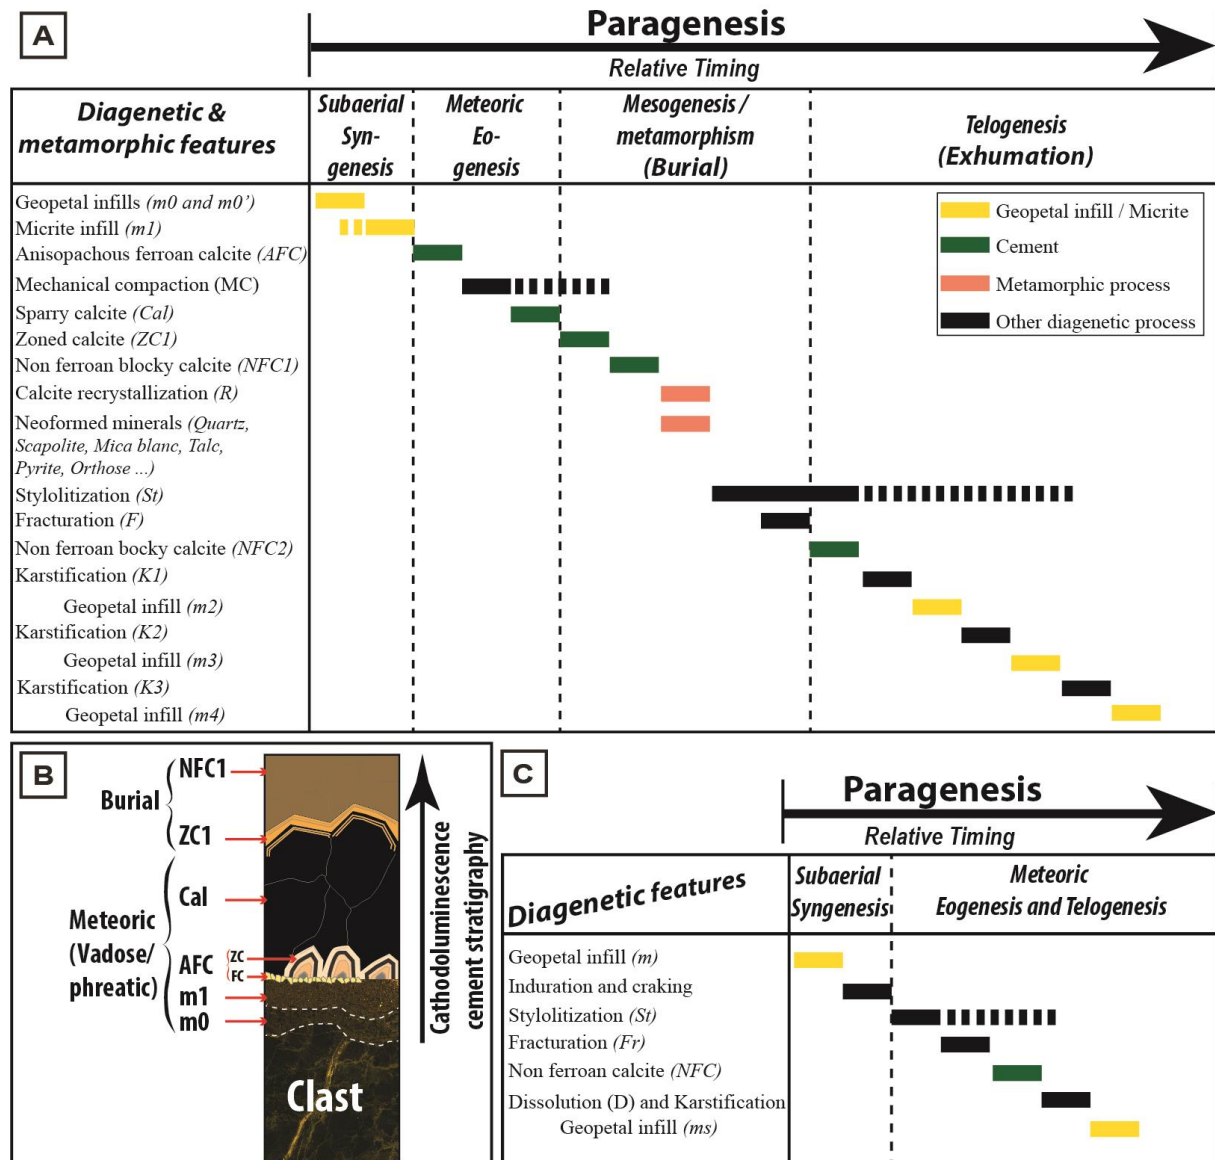 A
Paragenesis
Relative Timing
Diagenetic &
metamorphic features
Subaerial
Syn-
genesis
Meteoric
Eo-
genesis
Mesogenesis /
metamorphism
(Burial)
Telogenesis
(Exhumation)
Geopetal infills (m0 and m0')
Micrite infill (m1)
Anisopachous ferroan calcite (AFC)
Mechanical compaction (MC)
Sparry calcite (Cal)
Zoned calcite (ZC1)
Non ferroan blocky calcite (NFC1)
Calcite recrystallization (R)
Neoformed minerals (Quartz,
Scapolite, Mica blanc, Talc,
Pyrite, Orthose ...)
Stylolitization (St)
Fracturation (F)
Non ferroan bocky calcite (NFC2)
Karstification (K1)
Geopetal infill (m2)
Karstification (K2)
Geopetal infill (m3)
Karstification (K3)
Geopetal infill (m4)
Geopetal infill / Micrite
Cement
Metamorphic process
Other diagenetic process
B
NFC1
Burial
ZC1
Cal
Meteoric
(Vadose/
phreatic)
AFC
ZC
FC
m1
m0
Clast
Cathodoluminescence
cement stratigraphy
C
Paragenesis
Relative Timing
Diagenetic features
Subaerial
Syngenesis
Meteoric
Eogenesis and Telogenesis
Geopetal infill (m)
Induration and craking
Stylolitization (St)
Fracturation (Fr)
Non ferroan calcite (NFC)
Dissolution (D) and Karstification
Geopetal infill (ms)